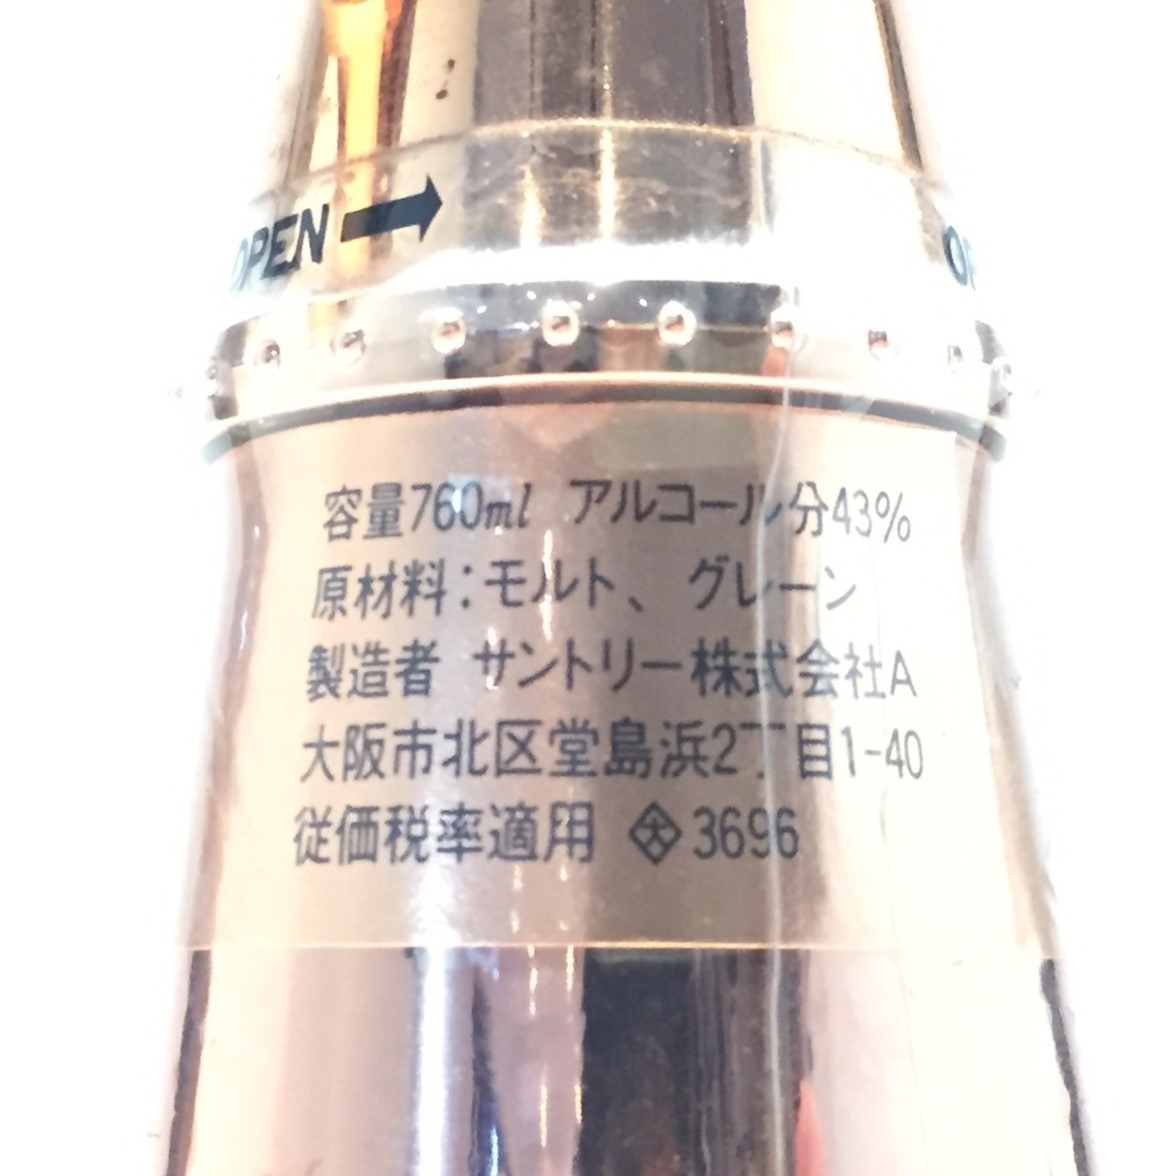 OPEN
容量760ml アルコール分43%
原材料：モルト、グレーン
製造者 サントリー株式会社A
大阪市北区堂島浜2丁目1-40
従価税率適用 大 3696